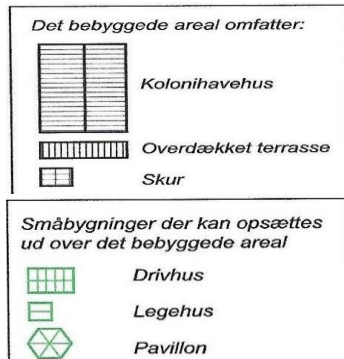 Det bebyggede areal omfatter:
Kolonihavehus
Overdækket terrasse
Skur
Småbygninger der kan opsættes
ud over det bebyggede areal
Drivhus
Legehus
Pavillon